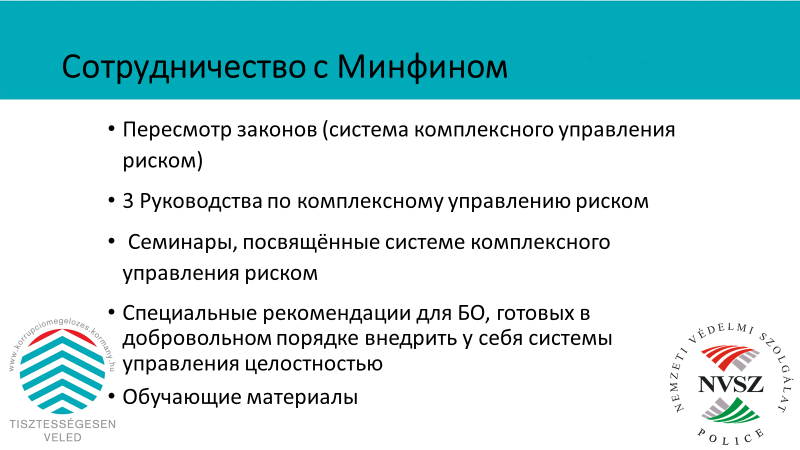 Сотрудничество с Минфином
• Пересмотр законов (система комплексного управления
риском)
• 3 Руководства по комплексному управлению риском
• Семинары, посвящённые системе комплексного
управления риском
• Специальные рекомендации для БО, готовых в
добровольном порядке внедрить у себя системы
управления целостностью
• Обучающие материалы
www.korrupciomegelozes.kormany.hu
TISZTESSÉGESEN
VELED
NEMZETI VÉDELMI SZOLGÁLAT
NVSZ
POLICE